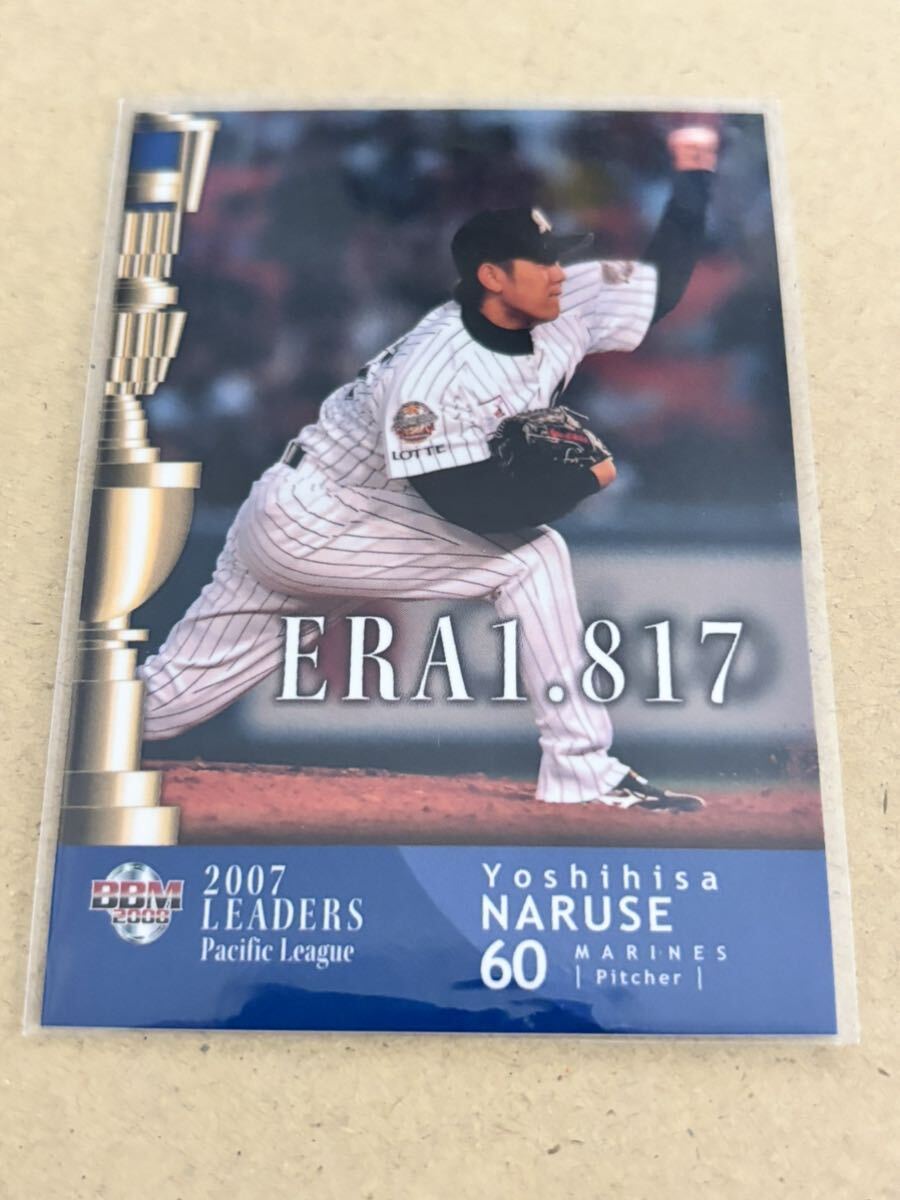 LOTTE
ERA1.817
BBM
2008
2007
LEADERS
Pacific League
Yoshihisa
NARUSE
60
MARINES
| Pitcher |